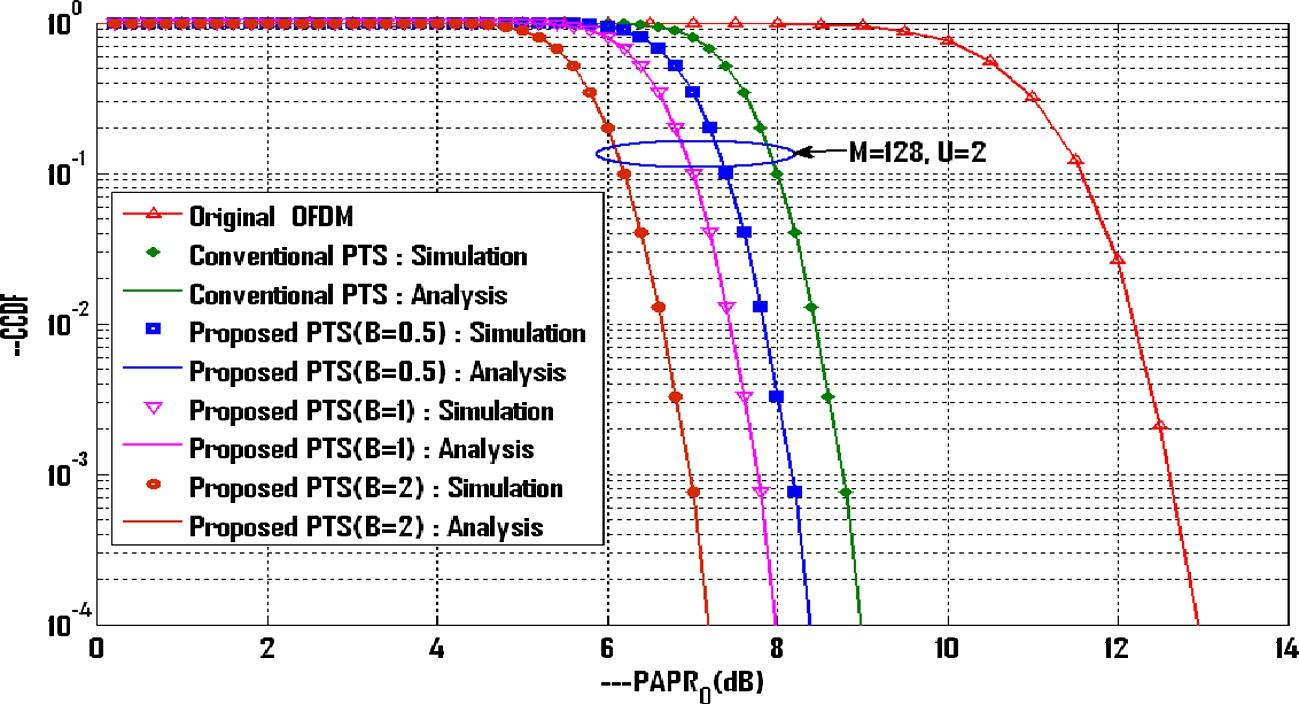 10^0
10^-1
10^-2
10^-3
10^-4
--CCDF
M=128, U=2
Original OFDM
Conventional PTS : Simulation
Conventional PTS : Analysis
Proposed PTS(B=0.5) : Simulation
Proposed PTS(B=0.5) : Analysis
Proposed PTS(B=1) : Simulation
Proposed PTS(B=1) : Analysis
Proposed PTS(B=2) : Simulation
Proposed PTS(B=2) : Analysis
0 2 4 6 8 10 12 14
---PAPR0(dB)